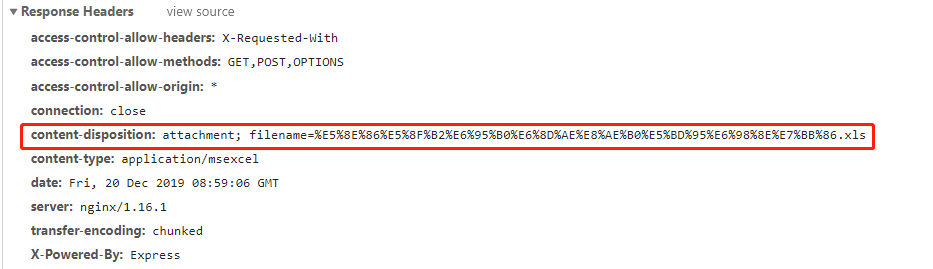 ▼ Response Headers view source
access-control-allow-headers: X-Requested-With
access-control-allow-methods: GET,POST,OPTIONS
access-control-allow-origin: *
connection: close
content-disposition: attachment; filename=%E5%8E%86%E5%8F%B2%E6%95%B0%E6%8D%AE%E8%AE%B0%E5%BD%95%E6%98%8E%E7%BB%86.xls
content-type: application/msexcel
date: Fri, 20 Dec 2019 08:59:06 GMT
server: nginx/1.16.1
transfer-encoding: chunked
X-Powered-By: Express